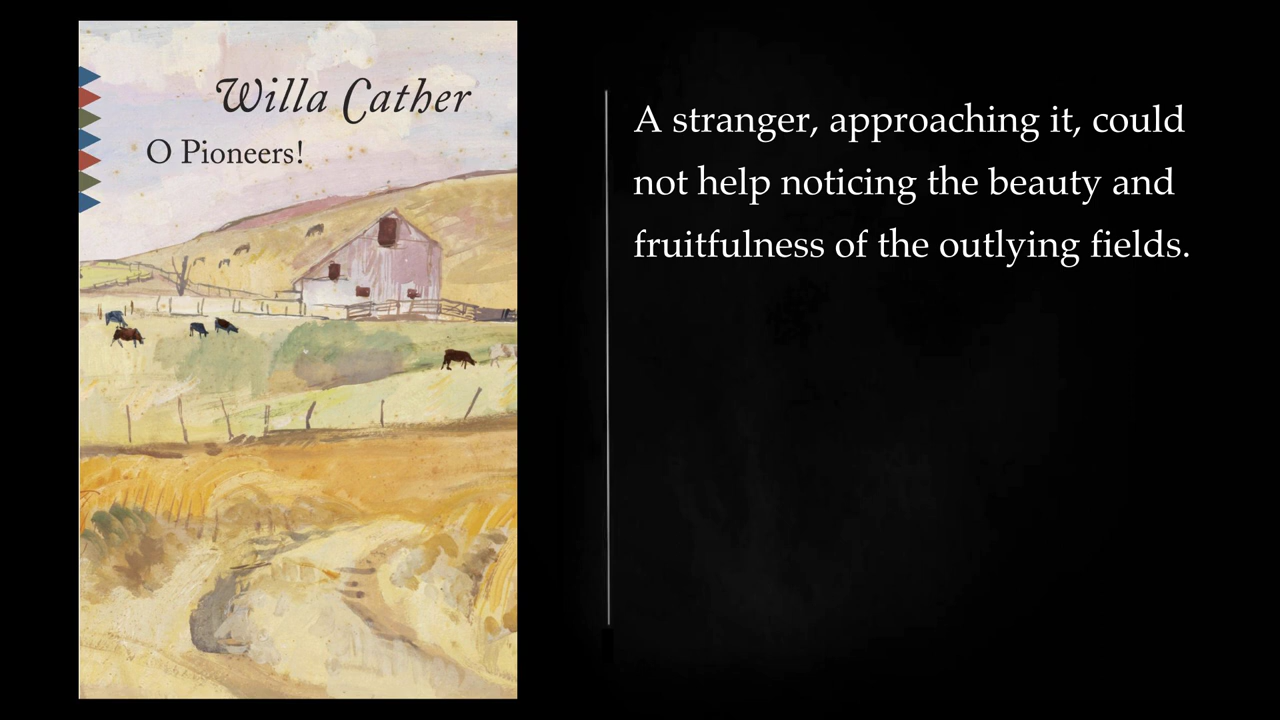 Willa Cather
O Pioneers!
A stranger, approaching it, could
not help noticing the beauty and
fruitfulness of the outlying fields.